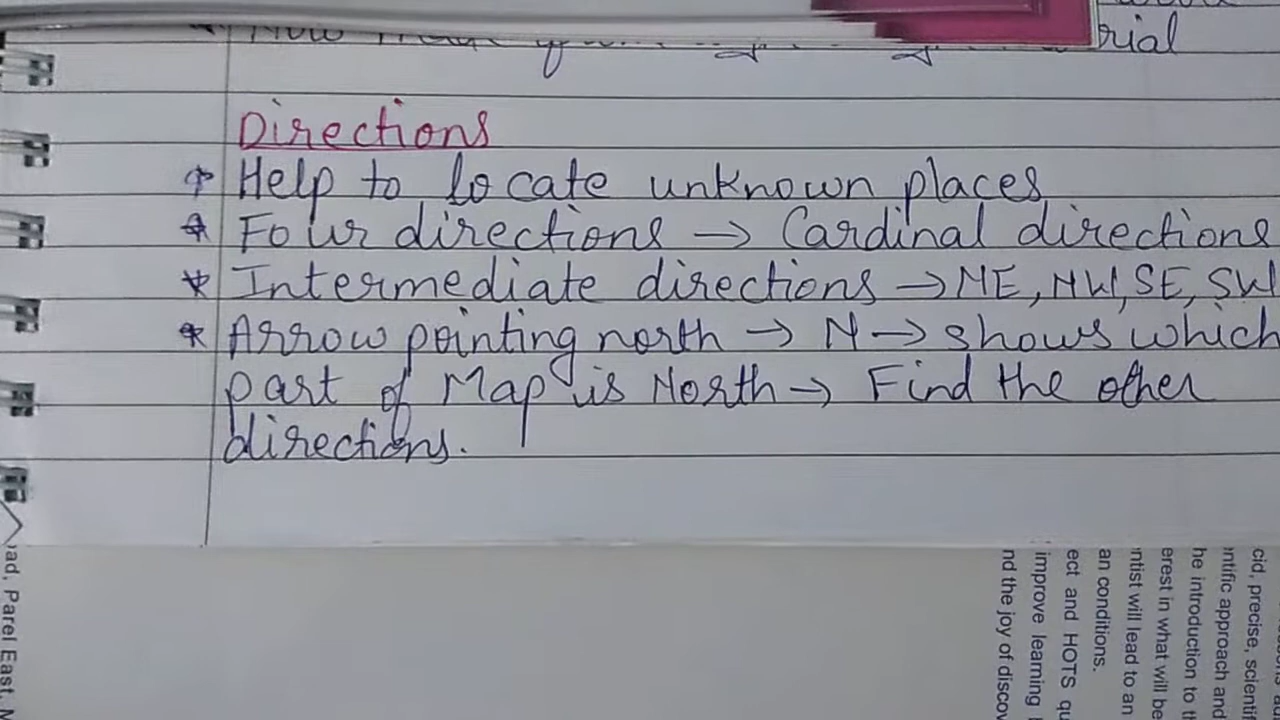 rial
Directions
* Help to locate unknown places
* Four directions → Cardinal directions
* Intermediate directions → NE, NW, SE, SW
* Arrow pointing north → N → shows which
part of Map is North → Find the other
directions.
ad, Parel East,
cid, precise, scientif
ntific approach and
he introduction to t
erest in what will be
ntist will lead to an
an conditions.
ect and HOTS qu
improve learning
nd the joy of discov